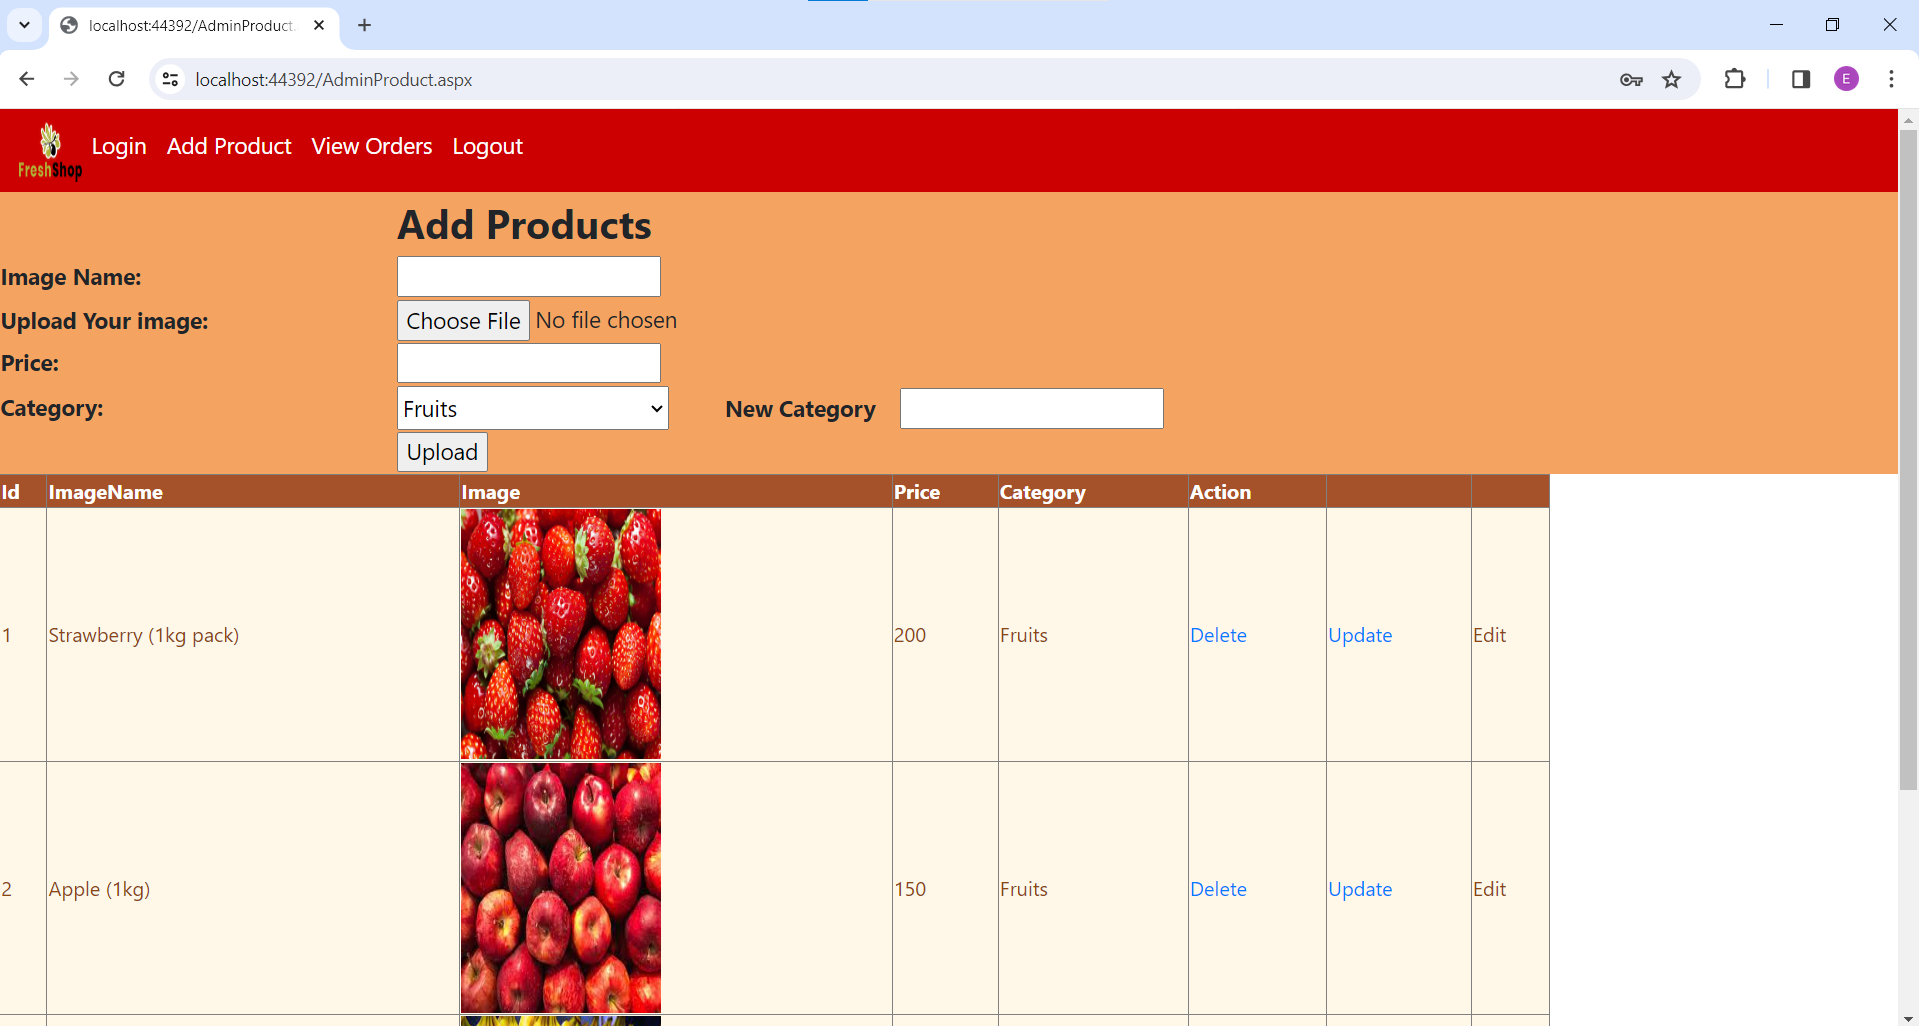 localhost:44392/AdminProduct.
localhost:44392/AdminProduct.aspx
E
FreshShop
Login Add Product View Orders Logout
Add Products
Image Name:
Upload Your image: Choose File No file chosen
Price:
Category: Fruits New Category
Upload
Id ImageName Image Price Category Action
1 Strawberry (1kg pack) 200 Fruits Delete Update Edit
2 Apple (1kg) 150 Fruits Delete Update Edit